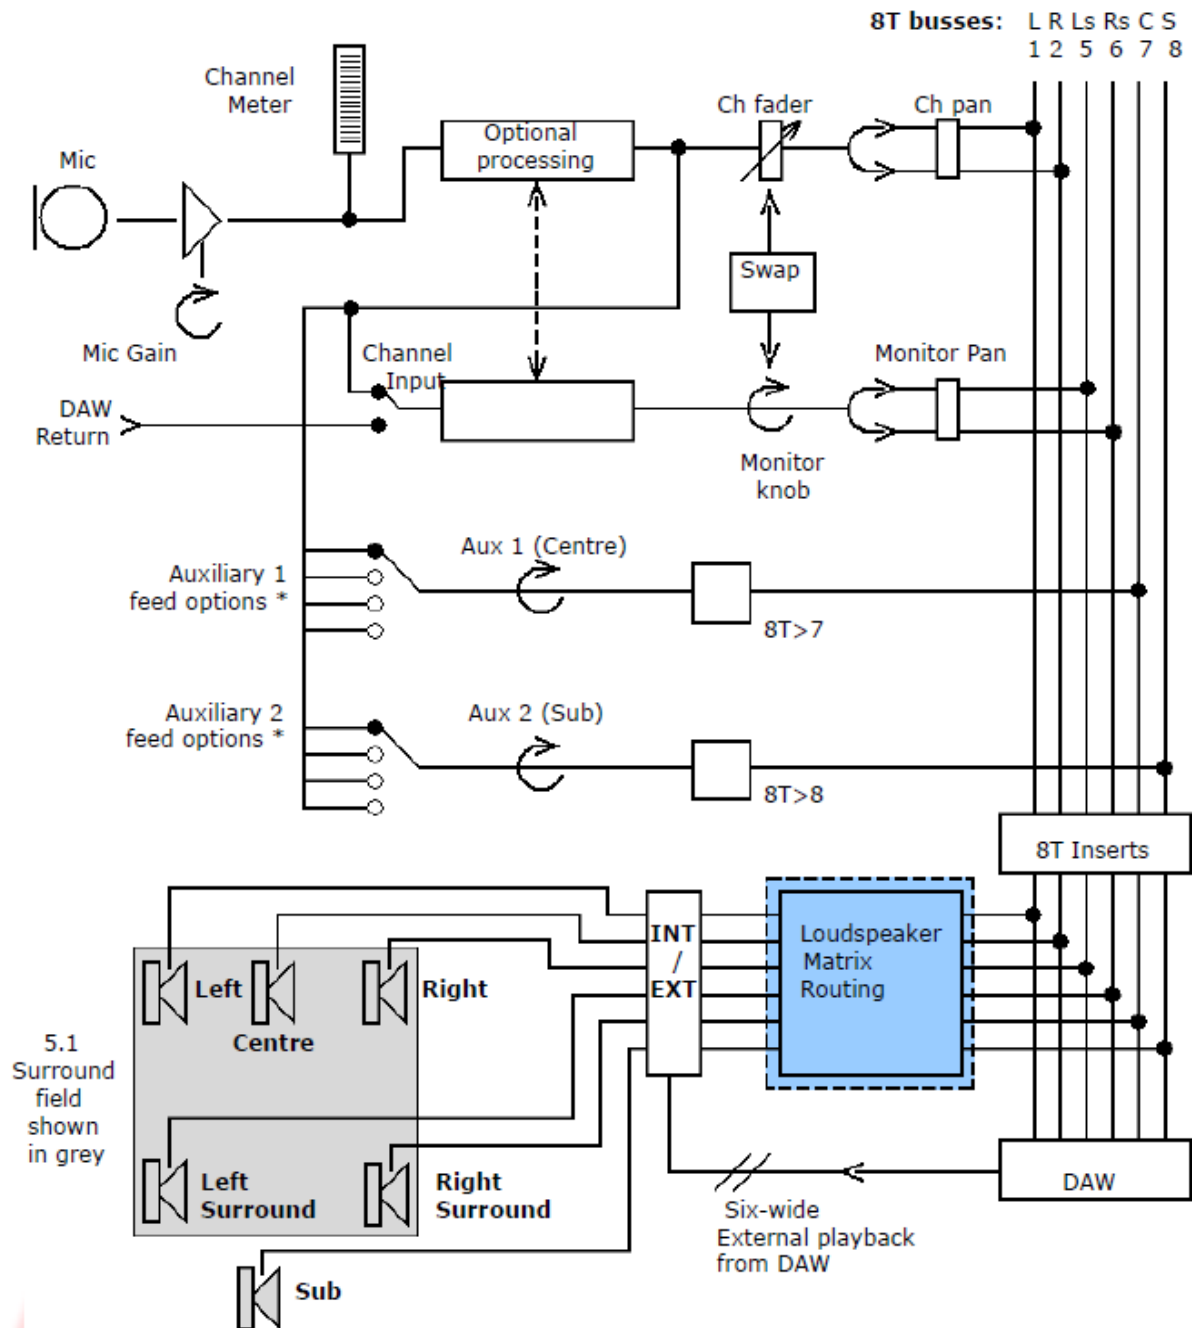 8T busses: L R Ls Rs C S
1 2 5 6 7 8
Channel
Meter
Ch fader
Ch pan
Optional
processing
Mic
Swap
Mic Gain
Channel
Input
Monitor Pan
DAW
Return
Monitor
knob
Aux 1 (Centre)
Auxiliary 1
feed options *
8T>7
Auxiliary 2
feed options *
Aux 2 (Sub)
8T>8
8T Inserts
INT
/
EXT
Loudspeaker
Matrix
Routing
Left
Right
Centre
5.1
Surround
field
shown
in grey
Left
Surround
Right
Surround
DAW
Six-wide
External playback
from DAW
Sub